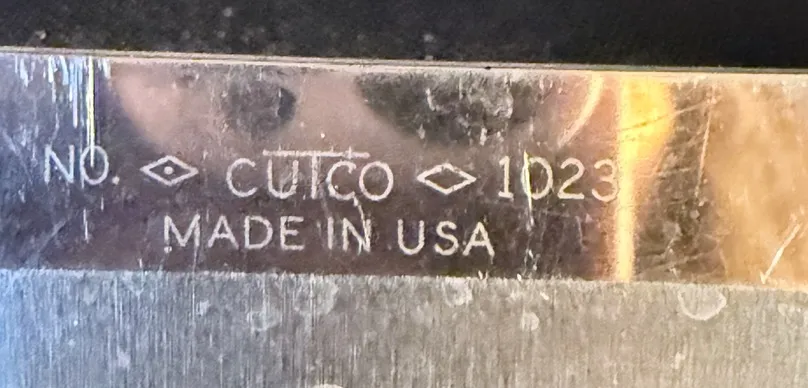 NO. CUTCO 1023
MADE IN USA